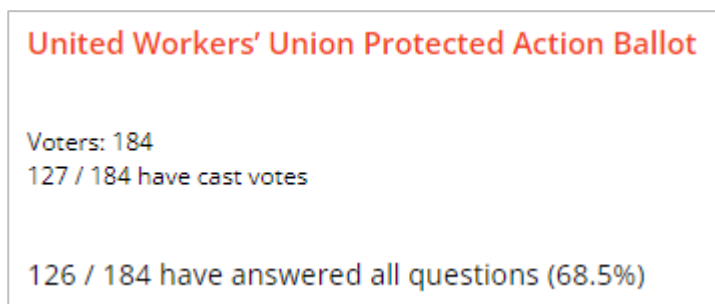 United Workers’ Union Protected Action Ballot
Voters: 184
127 / 184 have cast votes
126 / 184 have answered all questions (68.5%)